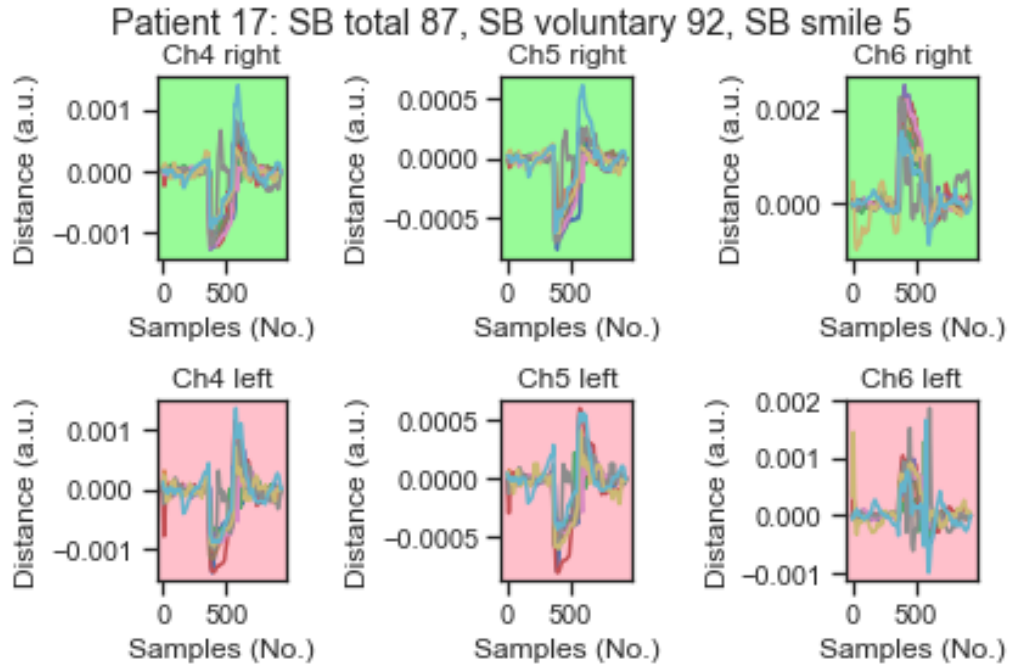 Patient 17: SB total 87, SB voluntary 92, SB smile 5
Ch4 right
Ch5 right
Ch6 right
Distance (a.u.)
0.001
0.000
−0.001
0
500
Samples (No.)
Distance (a.u.)
0.0005
0.0000
−0.0005
0
500
Samples (No.)
Distance (a.u.)
0.002
0.000
0
500
Samples (No.)
Ch4 left
Ch5 left
Ch6 left
Distance (a.u.)
0.001
0.000
−0.001
0
500
Samples (No.)
Distance (a.u.)
0.0005
0.0000
−0.0005
0
500
Samples (No.)
Distance (a.u.)
0.002
0.001
0.000
−0.001
0
500
Samples (No.)